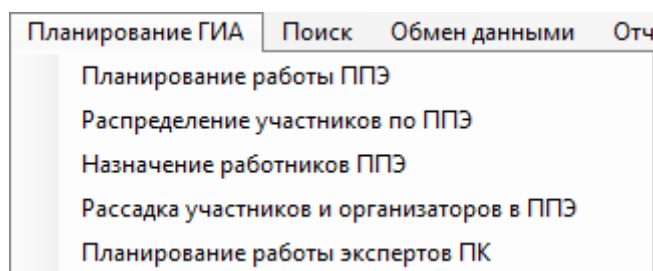 Планирование ГИА Поиск Обмен данными
Планирование работы ППЭ
Распределение участников по ППЭ
Назначение работников ППЭ
Рассадка участников и организаторов в ППЭ
Планирование работы экспертов ПК